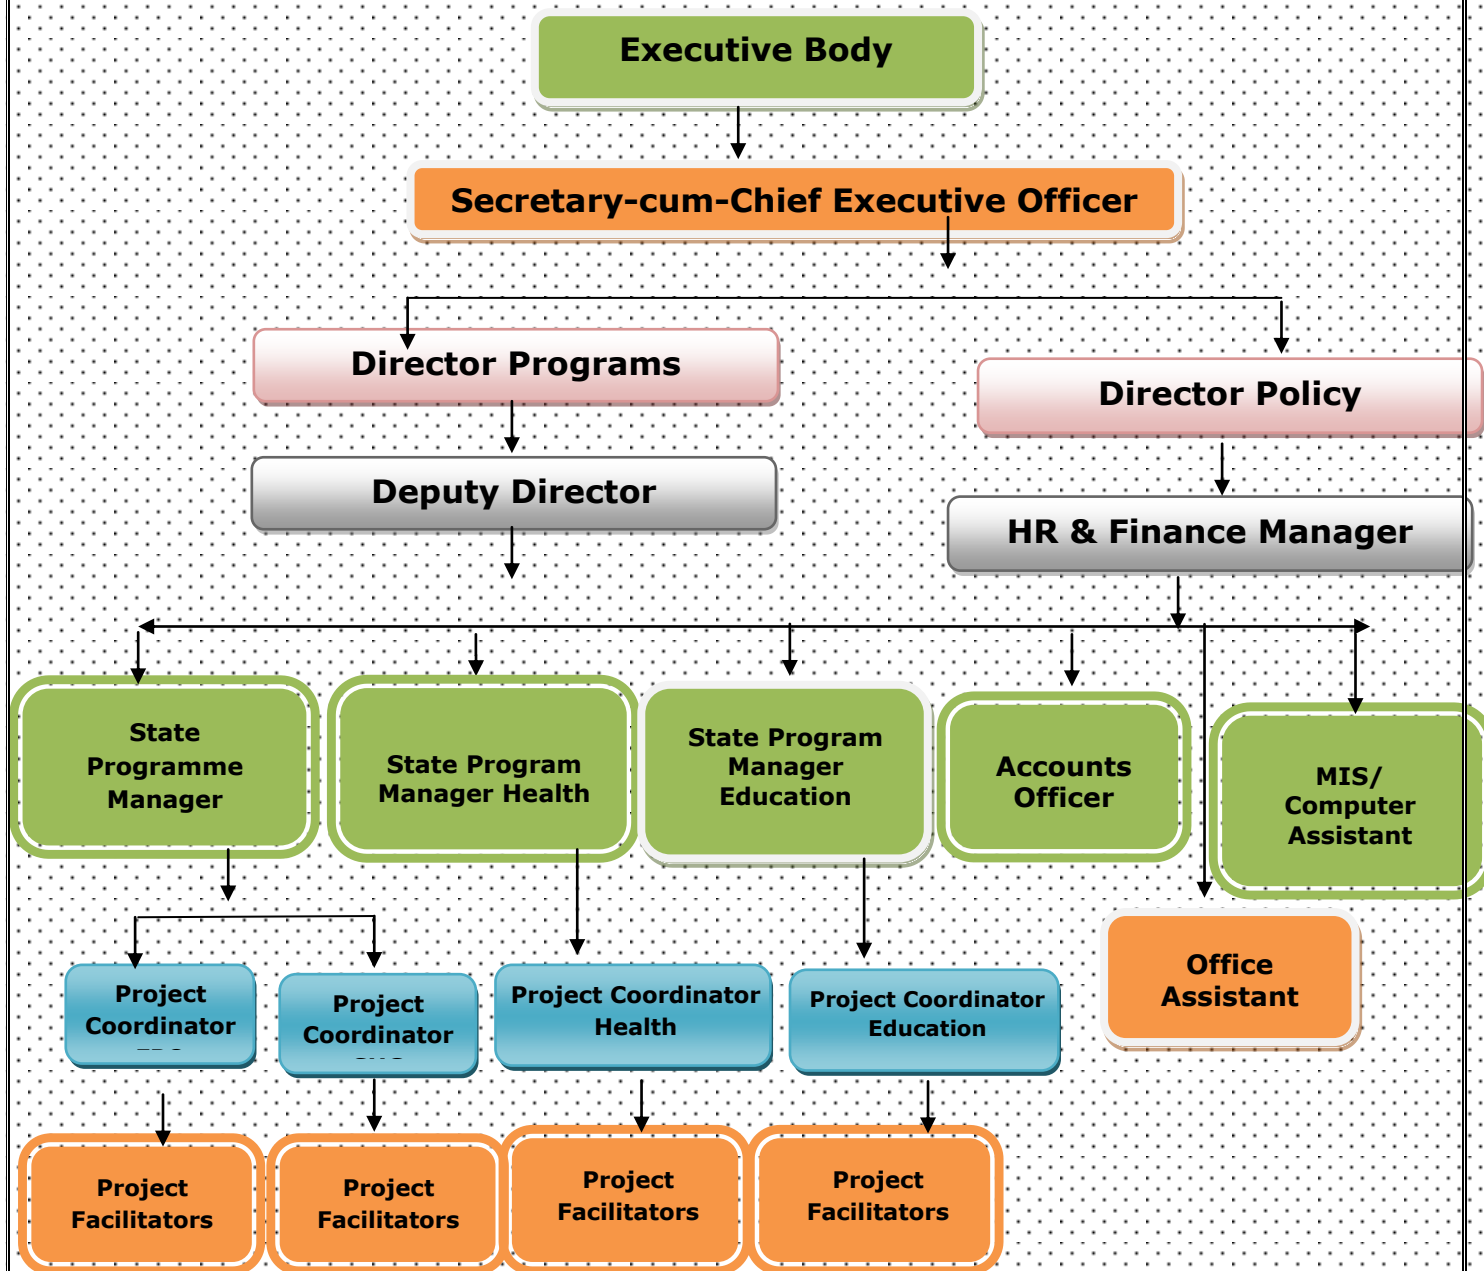 Executive Body
Secretary-cum-Chief Executive Officer
Director Programs
Director Policy
Deputy Director
HR & Finance Manager
State
Programme
Manager
State Program
Manager Health
State Program
Manager
Education
Accounts
Officer
MIS/
Computer
Assistant
Office
Assistant
Project
Coordinator
Project
Coordinator
Project Coordinator
Health
Project Coordinator
Education
Project
Facilitators
Project
Facilitators
Project
Facilitators
Project
Facilitators